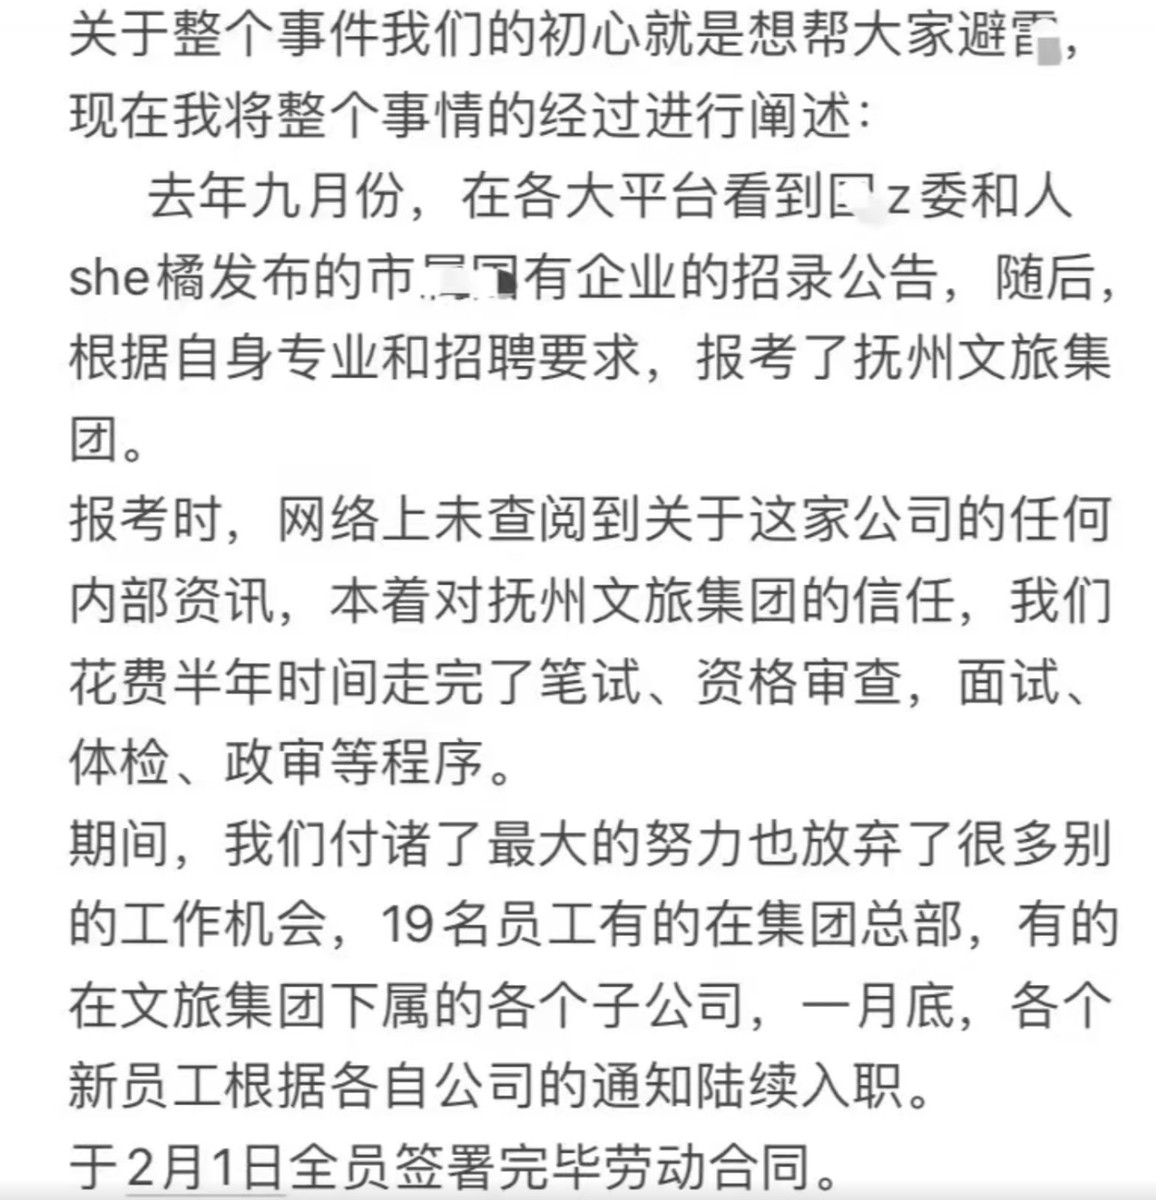 关于整个事件我们的初心就是想帮大家避雷,
现在我将整个事情的经过进行阐述：
去年九月份，在各大平台看到z委和人
she橘发布的市有企业的招录公告，随后，
根据自身专业和招聘要求，报考了抚州文旅集
团。
报考时，网络上未查阅到关于这家公司的任何
内部资讯，本着对抚州文旅集团的信任，我们
花费半年时间走完了笔试、资格审查，面试、
体检、政审等程序。
期间，我们付诸了最大的努力也放弃了很多别
的工作机会，19名员工有的在集团总部，有的
在文旅集团下属的各个子公司，一月底，各个
新员工根据各自公司的通知陆续入职。
于2月1日全员签署完毕劳动合同。